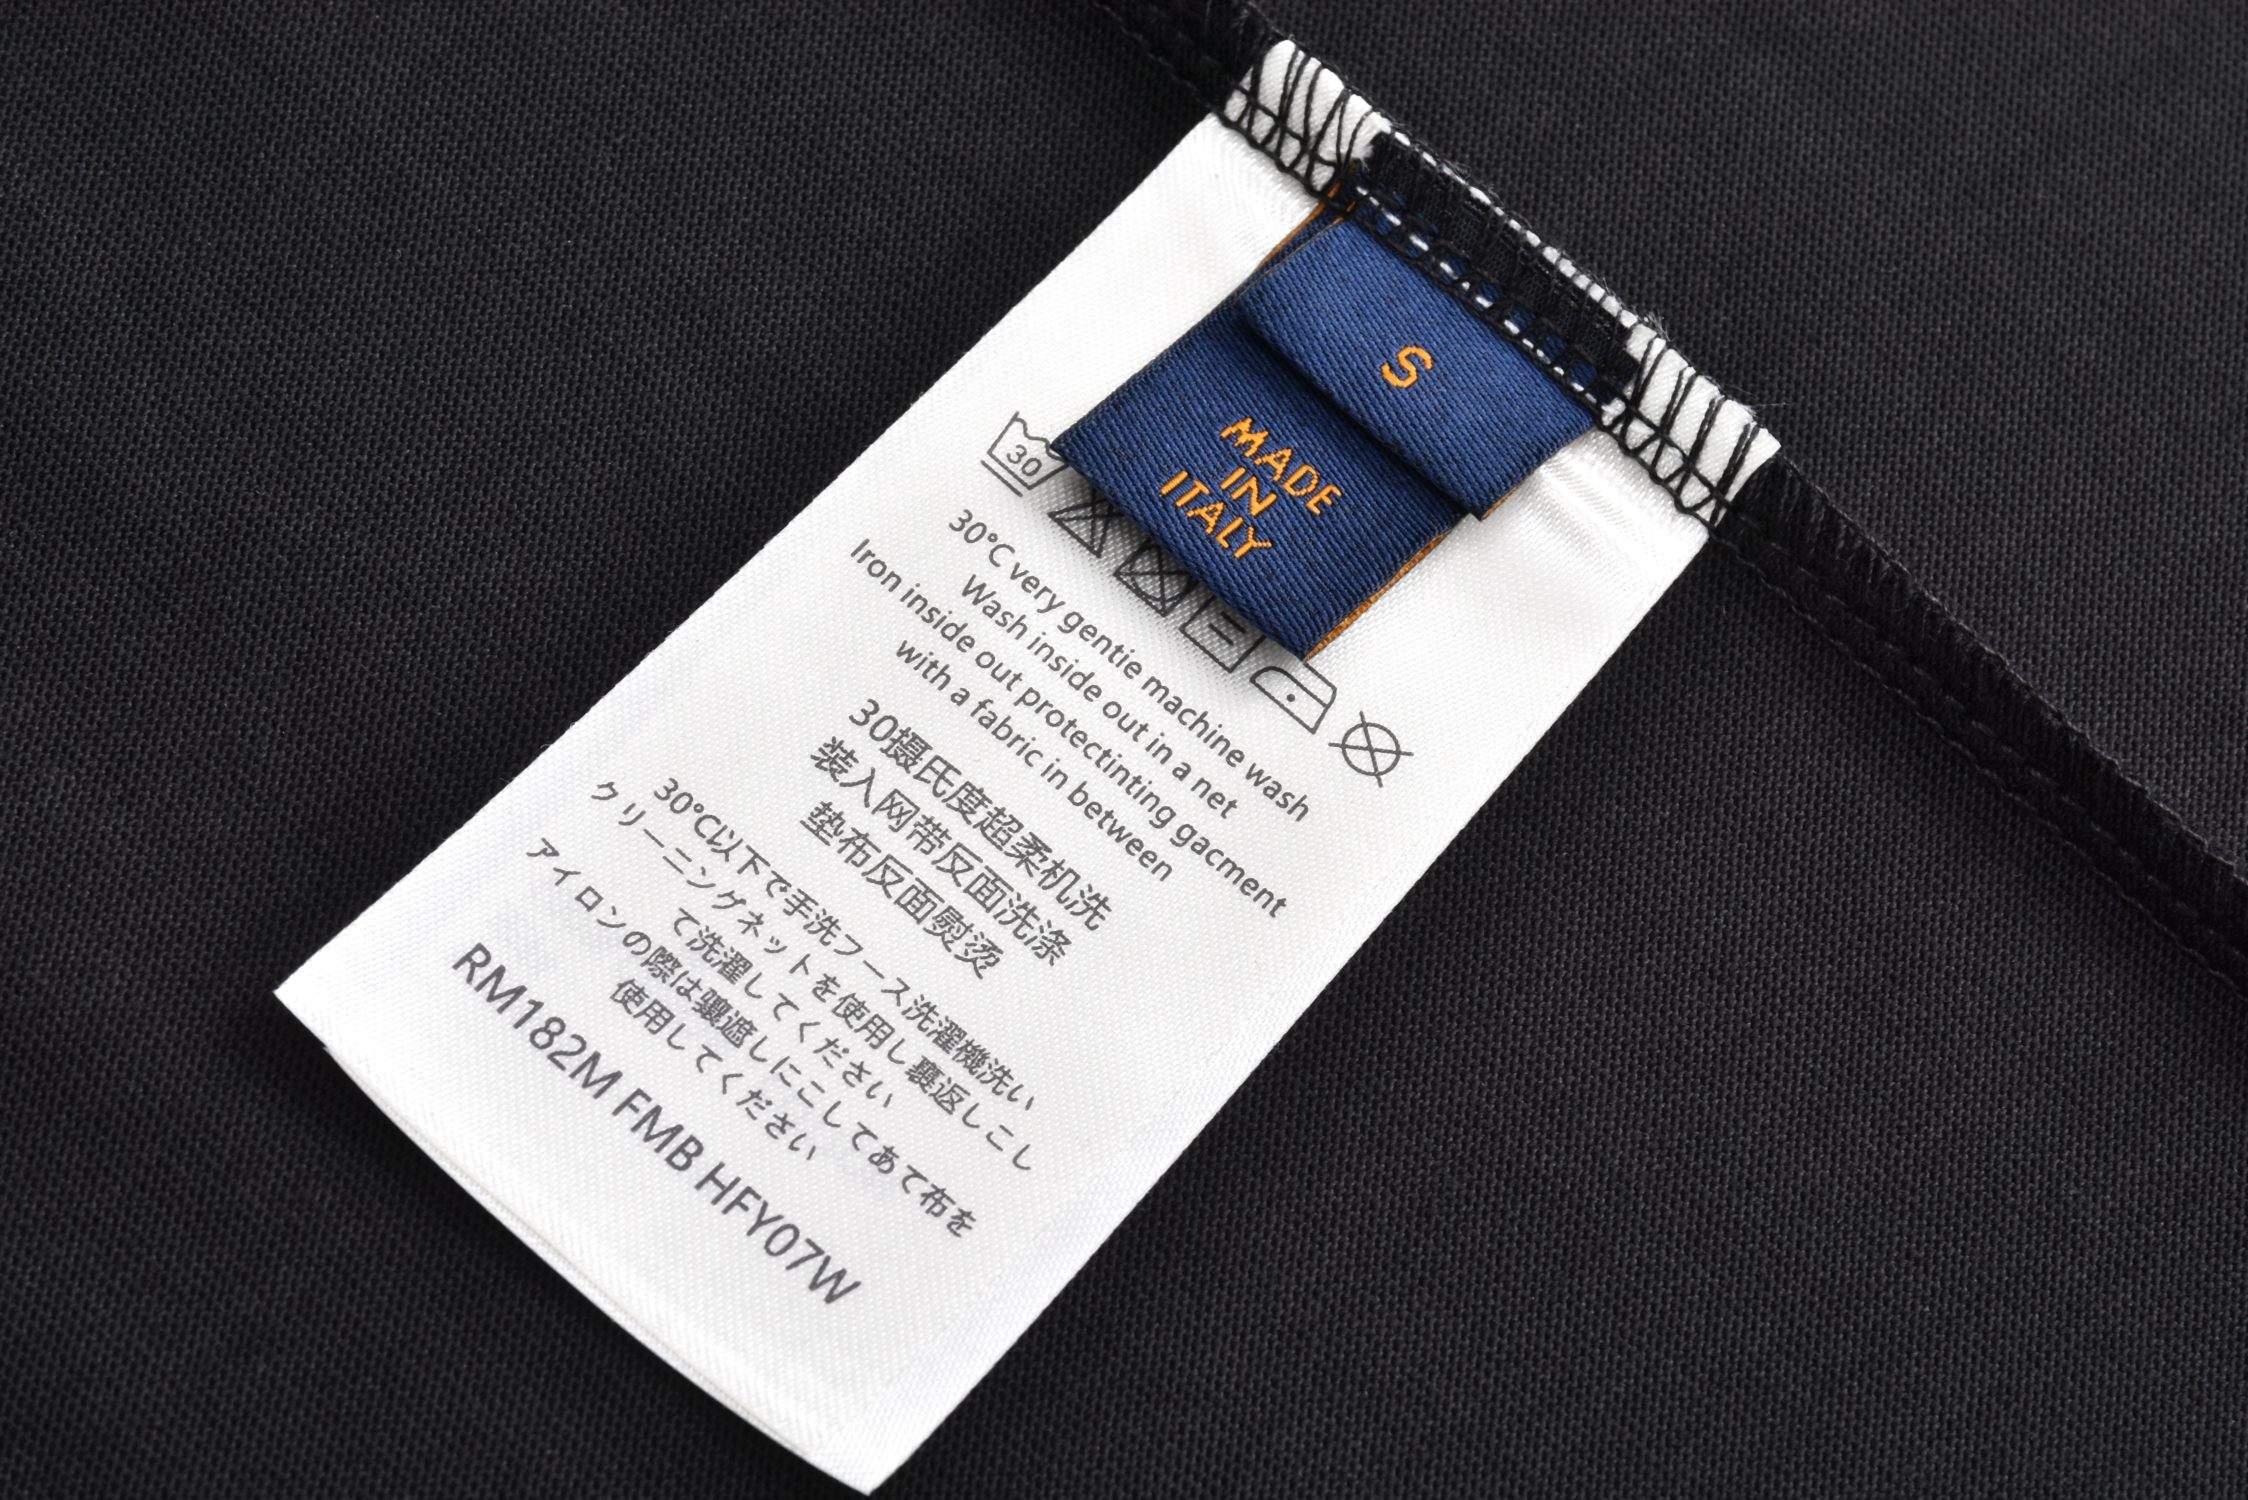 S
MADE
IN
ITALY
30
30°C very gentie machine wash
Wash inside out in a net
Iron inside out protectinting gacment
with a fabric in between
30摄氏度超柔机洗
装入网带反面洗涤
垫布反面熨烫
30℃以下で手洗フース洗濯機洗い
クリーニンゲネットを使用し裏返しこし
て洗濯してください
アイロンの際は遮しにこしてあて布を
使用してください
RM182M FMB HFY07W